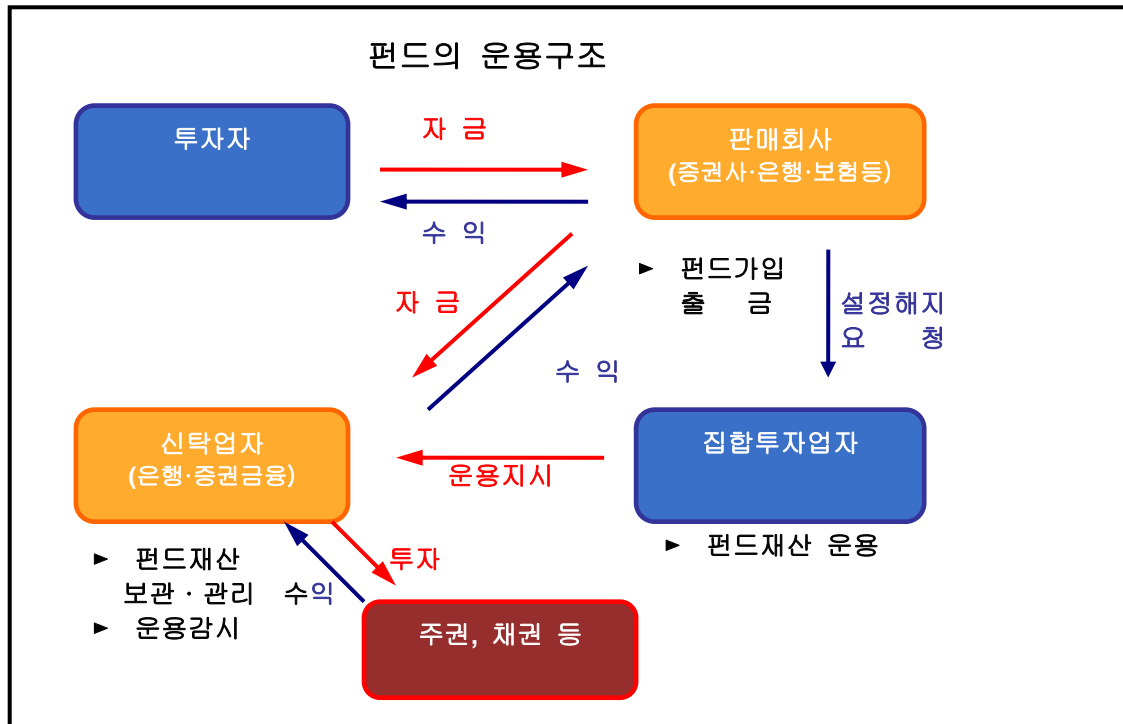 펀드의 운용구조
투자자
자 금
판매회사
(증권사·은행·보험등)
수 익
► 펀드가입
출 금
자 금
설정해지
요 청
수 익
신탁업자
(은행·증권금융)
집합투자업자
운용지시
► 펀드재산 운용
► 펀드재산
보관 · 관리
투자
수익
► 운용감시
주권, 채권 등